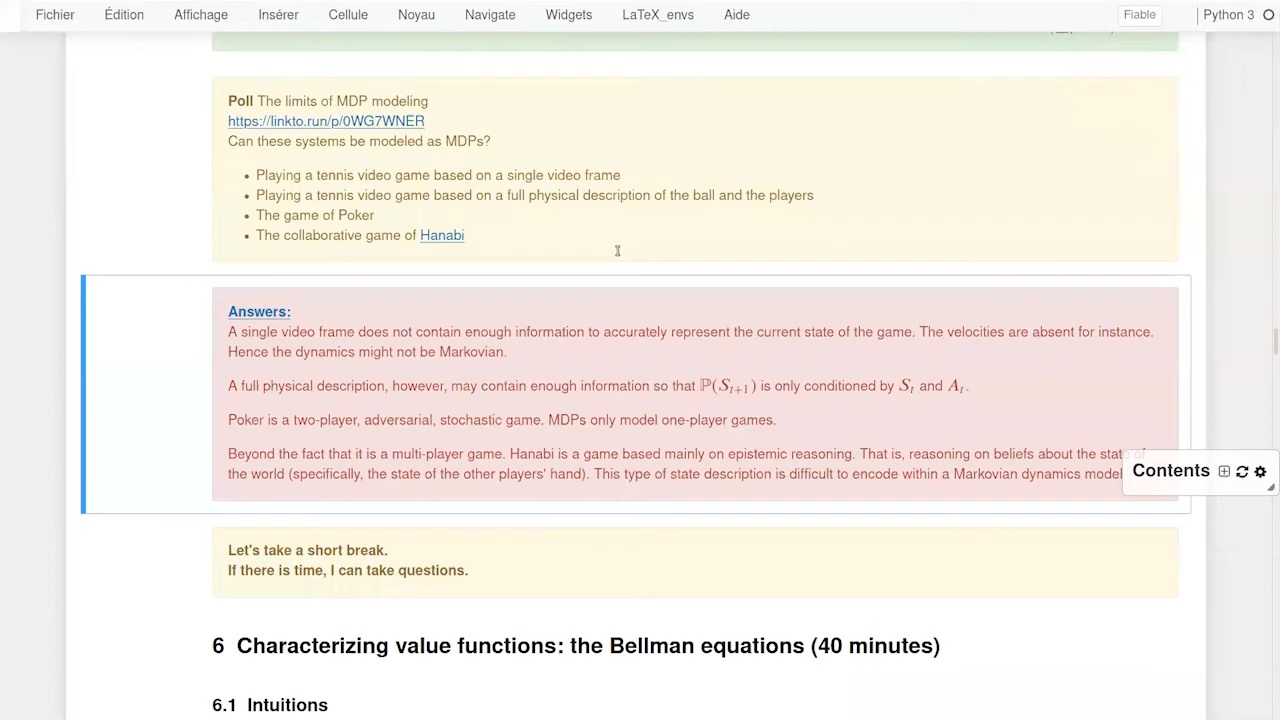 Fichier Édition Affichage Insérer Cellule Noyau Navigate Widgets LaTeX_envs Aide Fiable Python 3
Poll The limits of MDP modeling
https://linkto.run/p/0WG7WNER
Can these systems be modeled as MDPs?
• Playing a tennis video game based on a single video frame
• Playing a tennis video game based on a full physical description of the ball and the players
• The game of Poker
• The collaborative game of Hanabi
Answers:
A single video frame does not contain enough information to accurately represent the current state of the game. The velocities are absent for instance.
Hence the dynamics might not be Markovian.
A full physical description, however, may contain enough information so that ℙ(S_{t+1}) is only conditioned by S_t and A_t.
Poker is a two-player, adversarial, stochastic game. MDPs only model one-player games.
Beyond the fact that it is a multi-player game. Hanabi is a game based mainly on epistemic reasoning. That is, reasoning on beliefs about the state of
the world (specifically, the state of the other players' hand). This type of state description is difficult to encode within a Markovian dynamics model
Contents
Let's take a short break.
If there is time, I can take questions.
6 Characterizing value functions: the Bellman equations (40 minutes)
6.1 Intuitions